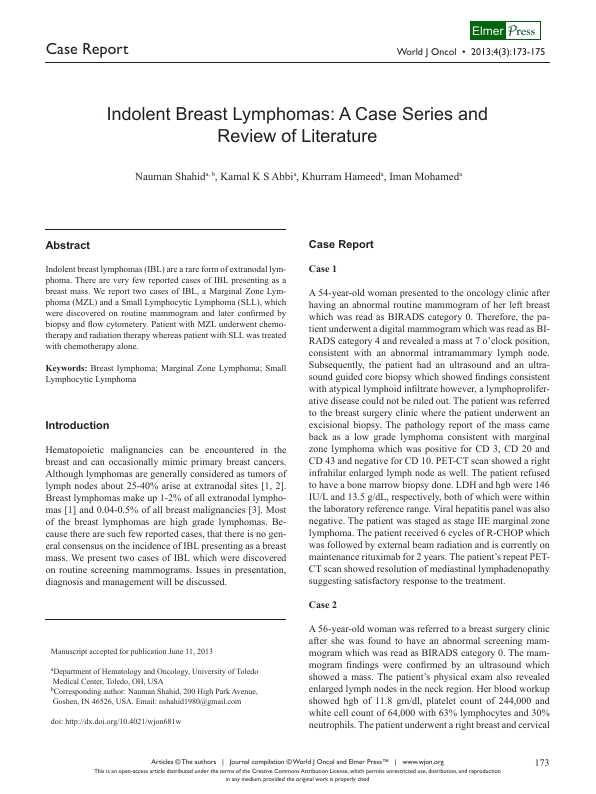 Elmer Press
Case Report
World J Oncol • 2013;4(3):173-175
Indolent Breast Lymphomas: A Case Series and
Review of Literature
Nauman Shahida, b, Kamal K S Abbia, Khurram Hameeda, Iman Mohameda
Abstract
Indolent breast lymphomas (IBL) are a rare form of extranodal lym-
phoma. There are very few reported cases of IBL presenting as a
breast mass. We report two cases of IBL, a Marginal Zone Lym-
phoma (MZL) and a Small Lymphocytic Lymphoma (SLL), which
were discovered on routine mammogram and later confirmed by
biopsy and flow cytometery. Patient with MZL underwent chemo-
therapy and radiation therapy whereas patient with SLL was treated
with chemotherapy alone.
Keywords: Breast lymphoma; Marginal Zone Lymphoma; Small
Lymphocytic Lymphoma
Introduction
Hematopoietic malignancies can be encountered in the
breast and can occasionally mimic primary breast cancers.
Although lymphomas are generally considered as tumors of
lymph nodes about 25-40% arise at extranodal sites [1, 2].
Breast lymphomas make up 1-2% of all extranodal lympho-
mas [1] and 0.04-0.5% of all breast malignancies [3]. Most
of the breast lymphomas are high grade lymphomas. Be-
cause there are such few reported cases, that there is no gen-
eral consensus on the incidence of IBL presenting as a breast
mass. We present two cases of IBL which were discovered
on routine screening mammograms. Issues in presentation,
diagnosis and management will be discussed.
Manuscript accepted for publication June 11, 2013
aDepartment of Hematology and Oncology, University of Toledo
Medical Center, Toledo, OH, USA
bCorresponding author: Nauman Shahid, 200 High Park Avenue,
Goshen, IN 46526, USA. Email: nshahid1980@gmail.com
doi: http://dx.doi.org/10.4021/wjon681w
Case Report
Case 1
A 54-year-old woman presented to the oncology clinic after
having an abnormal routine mammogram of her left breast
which was read as BIRADS category 0. Therefore, the pa-
tient underwent a digital mammogram which was read as BI-
RADS category 4 and revealed a mass at 7 o'clock position,
consistent with an abnormal intramammary lymph node.
Subsequently, the patient had an ultrasound and an ultra-
sound guided core biopsy which showed findings consistent
with atypical lymphoid infiltrate however, a lymphoprolifer-
ative disease could not be ruled out. The patient was referred
to the breast surgery clinic where the patient underwent an
excisional biopsy. The pathology report of the mass came
back as a low grade lymphoma consistent with marginal
zone lymphoma which was positive for CD 3, CD 20 and
CD 43 and negative for CD 10. PET-CT scan showed a right
infrahilar enlarged lymph node as well. The patient refused
to have a bone marrow biopsy done. LDH and hgb were 146
IU/L and 13.5 g/dL, respectively, both of which were within
the laboratory reference range. Viral hepatitis panel was also
negative. The patient was staged as stage IIE marginal zone
lymphoma. The patient received 6 cycles of R-CHOP which
was followed by external beam radiation and is currently on
maintenance rituximab for 2 years. The patient's repeat PET-
CT scan showed resolution of mediastinal lymphadenopathy
suggesting satisfactory response to the treatment.
Case 2
A 56-year-old woman was referred to a breast surgery clinic
after she was found to have an abnormal screening mam-
mogram which was read as BIRADS category 0. The mam-
mogram findings were confirmed by an ultrasound which
showed a mass. The patient's physical exam also revealed
enlarged lymph nodes in the neck region. Her blood workup
showed hgb of 11.8 gm/dl, platelet count of 244,000 and
white cell count of 64,000 with 63% lymphocytes and 30%
neutrophils. The patient underwent a right breast and cervical
Articles © The authors | Journal compilation © World J Oncol and Elmer Press™ | www.wjon.org
This is an open-access article distributed under the terms of the Creative Commons Attribution License, which permits unrestricted use, distribution, and reproduction
in any medium, provided the original work is properly cited
173